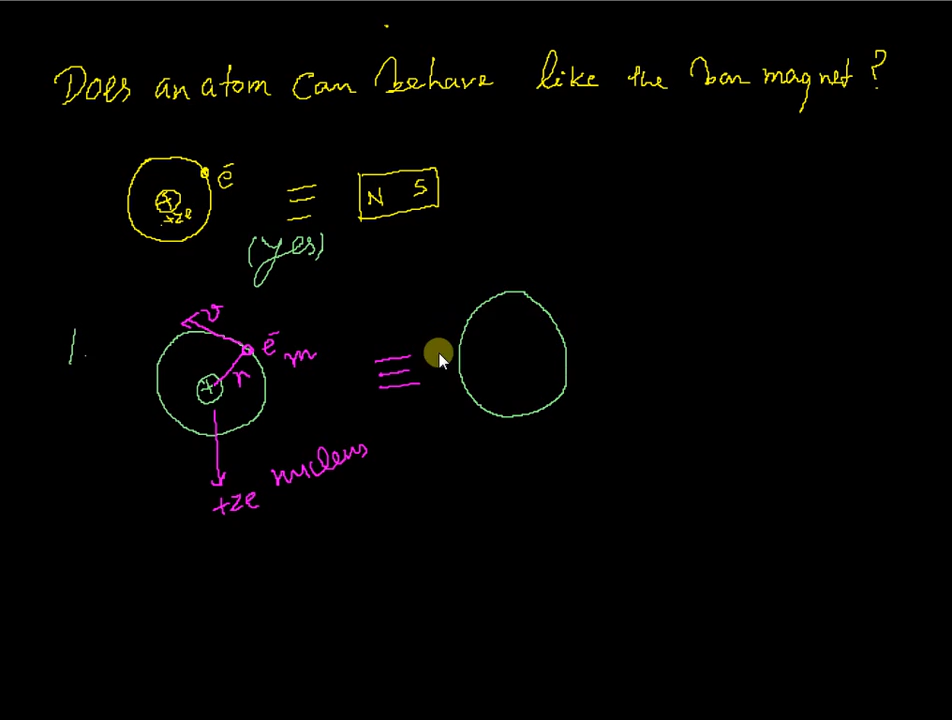 Does an atom can behave like the bar magnet?
e⁻
+ze
+
≡
N S
(yes)
1.
v
e⁻ m
r
+
≡
+ze nucleus